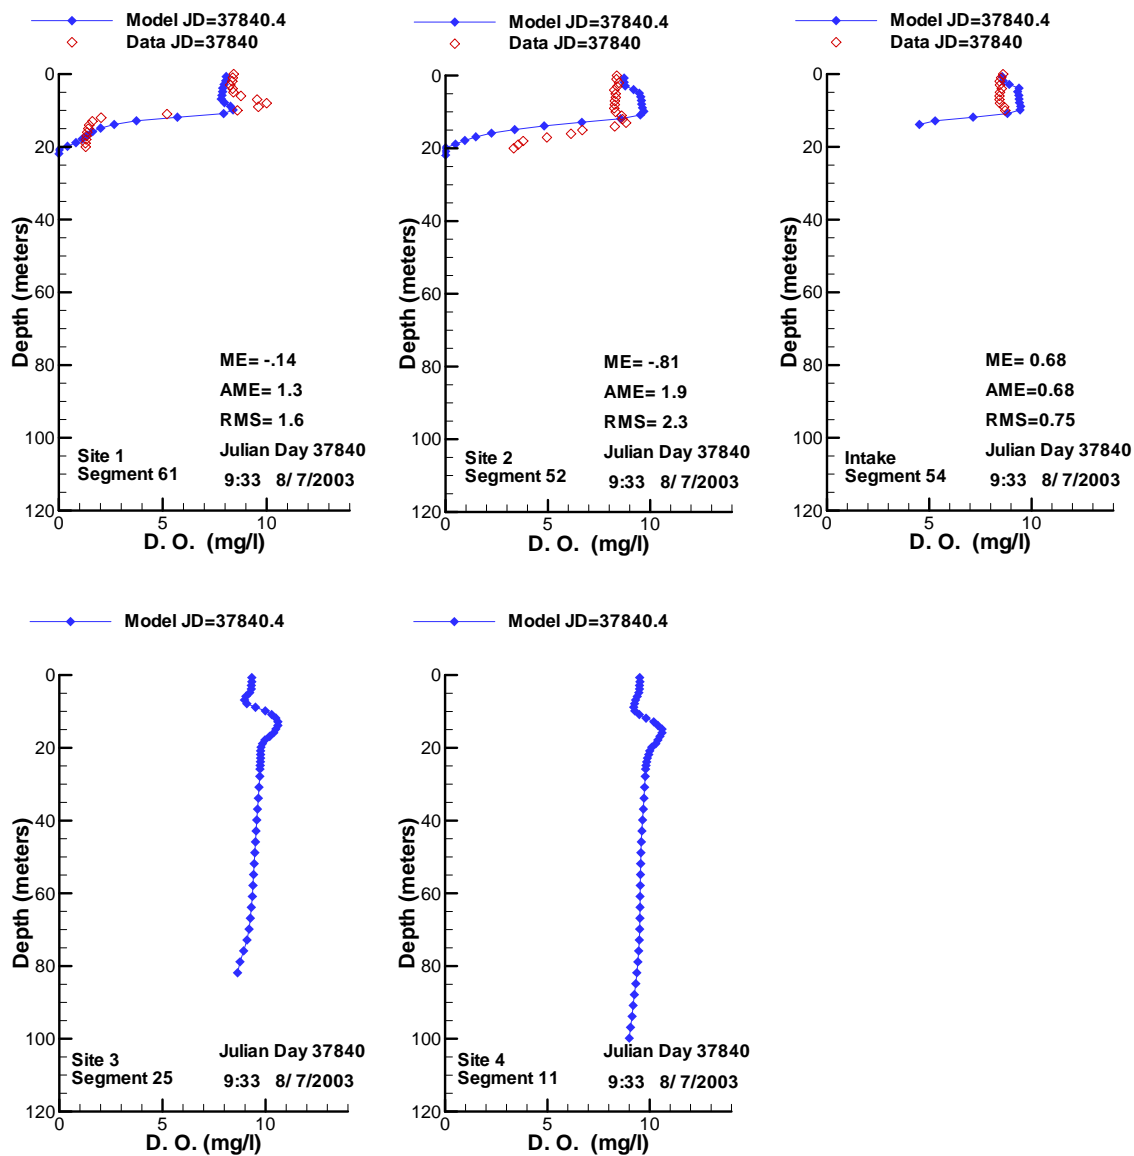 Model JD=37840.4
Data JD=37840
0
20
40
60
80
100
120
Depth (meters)
ME= -.14
AME= 1.3
RMS= 1.6
Julian Day 37840
9:33 8/ 7/2003
Site 1
Segment 61
0
5
10
D. O. (mg/l)
Model JD=37840.4
Data JD=37840
0
20
40
60
80
100
120
Depth (meters)
ME= -.81
AME= 1.9
RMS= 2.3
Julian Day 37840
9:33 8/ 7/2003
Site 2
Segment 52
0
5
10
D. O. (mg/l)
Model JD=37840.4
Data JD=37840
0
20
40
60
80
100
120
Depth (meters)
ME= 0.68
AME=0.68
RMS=0.75
Julian Day 37840
9:33 8/ 7/2003
Intake
Segment 54
0
5
10
D. O. (mg/l)
Model JD=37840.4
0
20
40
60
80
100
120
Depth (meters)
Julian Day 37840
9:33 8/ 7/2003
Site 3
Segment 25
0
5
10
D. O. (mg/l)
Model JD=37840.4
0
20
40
60
80
100
120
Depth (meters)
Julian Day 37840
9:33 8/ 7/2003
Site 4
Segment 11
0
5
10
D. O. (mg/l)